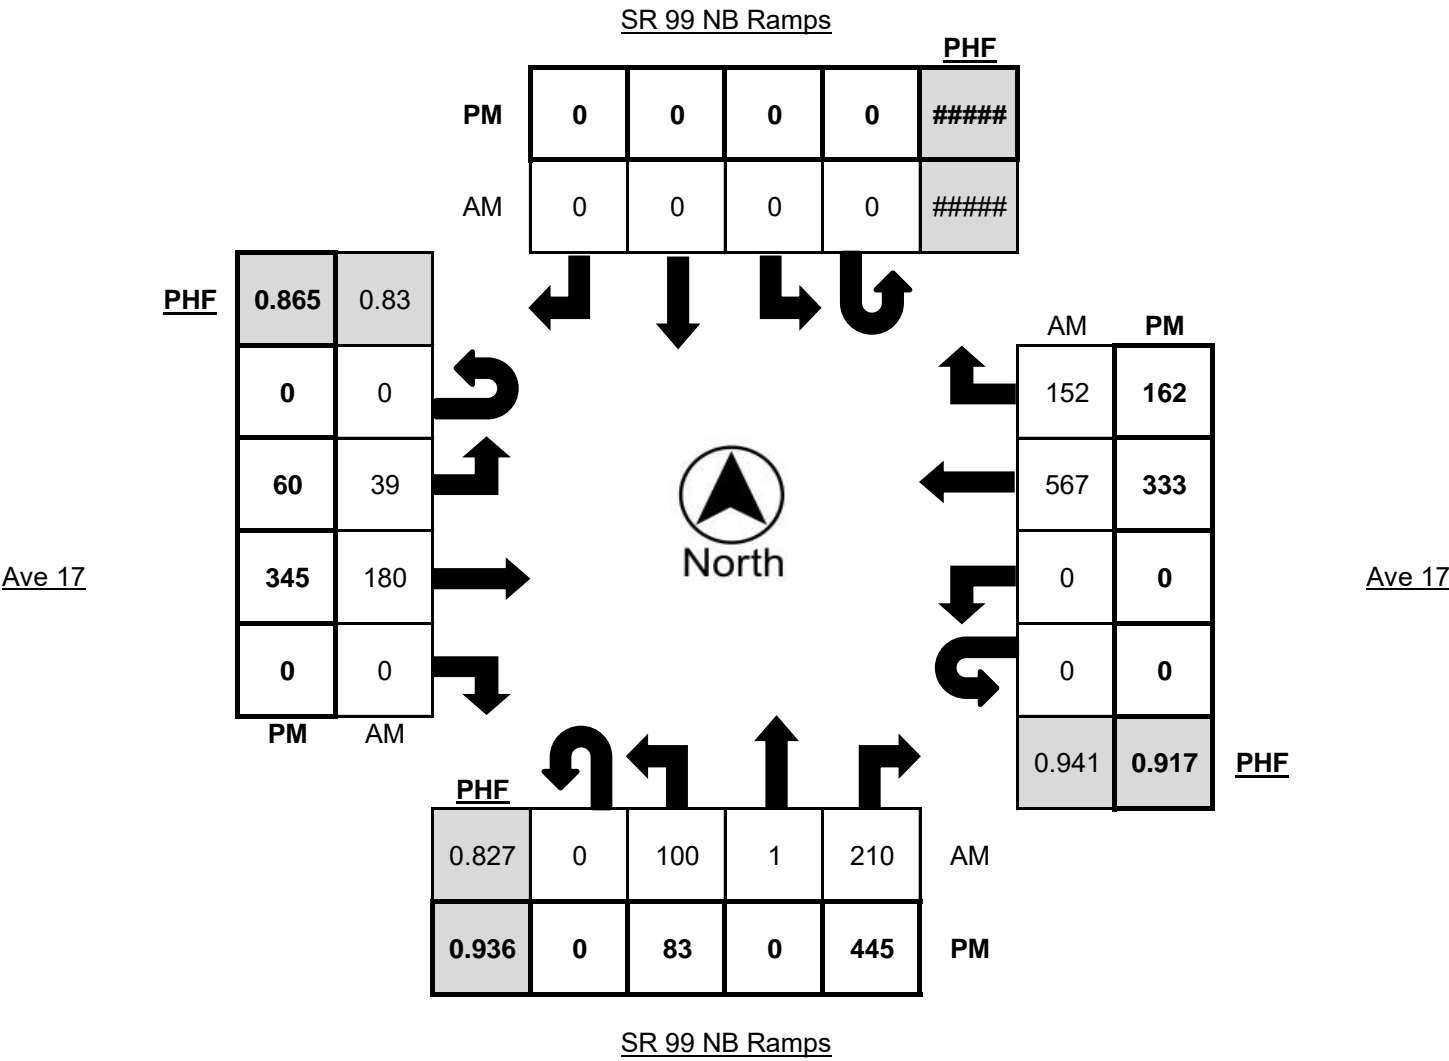 SR 99 NB Ramps
PHF
PM 0 0 0 0 #####
AM 0 0 0 0 #####
PHF 0.865 0.83
0 0
60 39
345 180
0 0
PM AM
Ave 17
North
AM PM
152 162
567 333
0 0
0 0
0.941 0.917 PHF
Ave 17
PHF
0.827 0 100 1 210 AM
0.936 0 83 0 445 PM
SR 99 NB Ramps